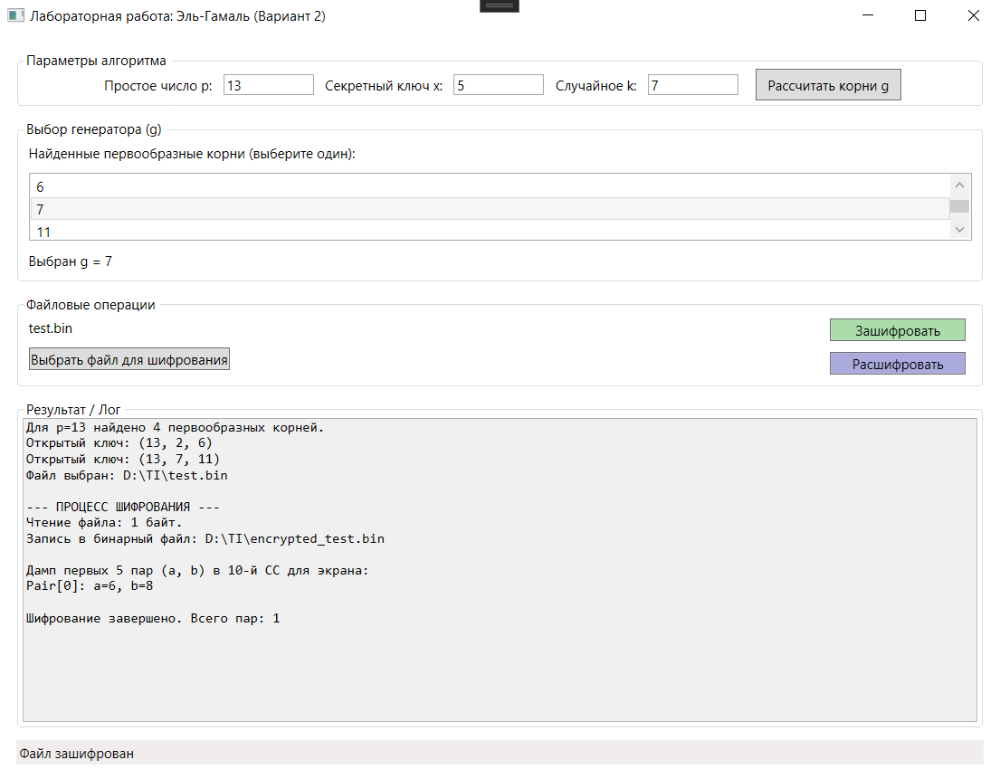 Лабораторная работа: Эль-Гамаль (Вариант 2)
Параметры алгоритма
Простое число p: 13 Секретный ключ x: 5 Случайное k: 7 Рассчитать корни g
Выбор генератора (g)
Найденные первообразные корни (выберите один):
6
7
11
Выбран g = 7
Файловые операции
test.bin
Зашифровать
Выбрать файл для шифрования
Расшифровать
Результат / Лог
Для p=13 найдено 4 первообразных корней.
Открытый ключ: (13, 2, 6)
Открытый ключ: (13, 7, 11)
Файл выбран: D:\TI\test.bin
--- ПРОЦЕСС ШИФРОВАНИЯ ---
Чтение файла: 1 байт.
Запись в бинарный файл: D:\TI\encrypted_test.bin
Дамп первых 5 пар (a, b) в 10-й СС для экрана:
Pair[0]: a=6, b=8
Шифрование завершено. Всего пар: 1
Файл зашифрован